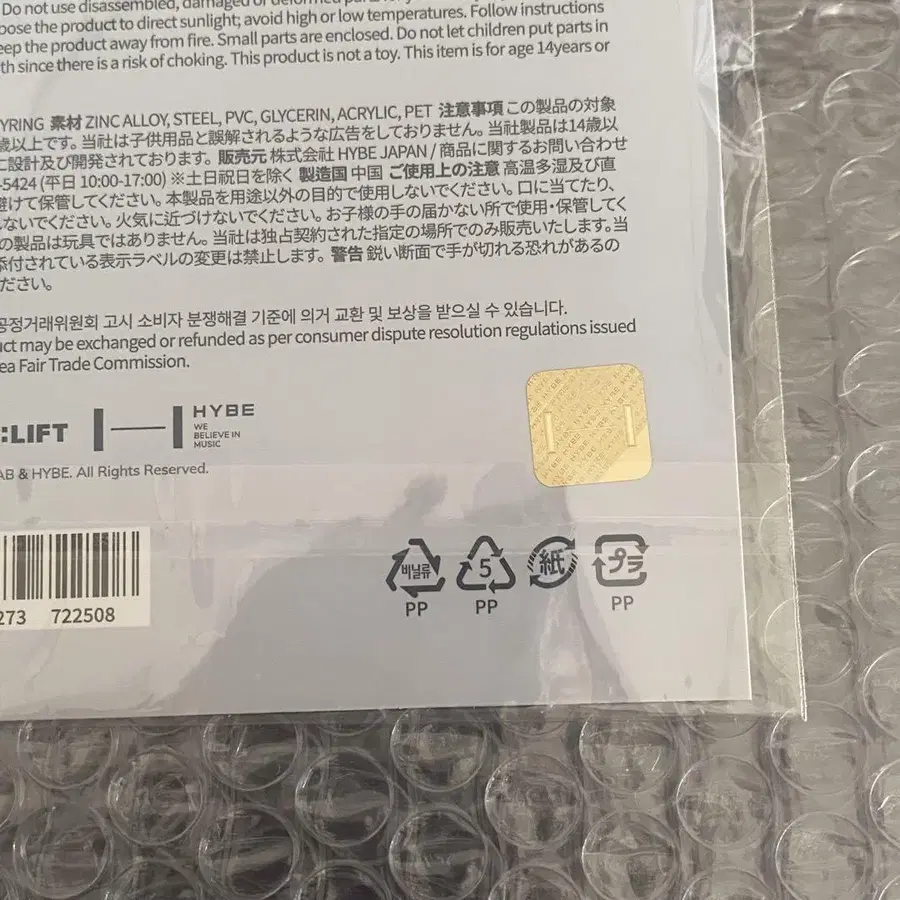 Do not use disassembled, damaged or deformed
pose the product to direct sunlight; avoid high or low temperatures. Follow instructions
eep the product away from fire. Small parts are enclosed. Do not let children put parts in
th since there is a risk of choking. This product is not a toy. This item is for age 14years or
YRING 素材 ZINC ALLOY, STEEL, PVC, GLYCERIN, ACRYLIC, PET 注意事項 この製品の対象
歳以上です。当社は子供用品と誤解されるような広告をしておりません。当社製品は14歳以
に設計及び開発されております。 販売元 株式会社 HYBE JAPAN / 商品に関するお問い合わせ
-5424 (平日 10:00-17:00) ※土日祝日を除く 製造国 中国 ご使用上の注意 高温多湿及び直
避けて保管してください。本製品を用途以外の目的で使用しないでください。口に当てたり、
しないでください。火気に近づけないでください。お子様の手の届かない所で使用・保管してく
の製品は玩具ではありません。当社は独占契約された指定の場所でのみ販売いたします。当
添付されている表示ラベルの変更は禁止します。 警告 鋭い断面で手が切れる恐れがあるの
ださい。
공정거래위원회 고시 소비자 분쟁해결 기준에 의거 교환 및 보상을 받으실 수 있습니다.
uct may be exchanged or refunded as per consumer dispute resolution regulations issued
ea Fair Trade Commission.
:LIFT HYBE
WE
BELIEVE IN
MUSIC
AB & HYBE. All Rights Reserved.
273 722508
비닐류 5 紙 プラ
PP PP PP